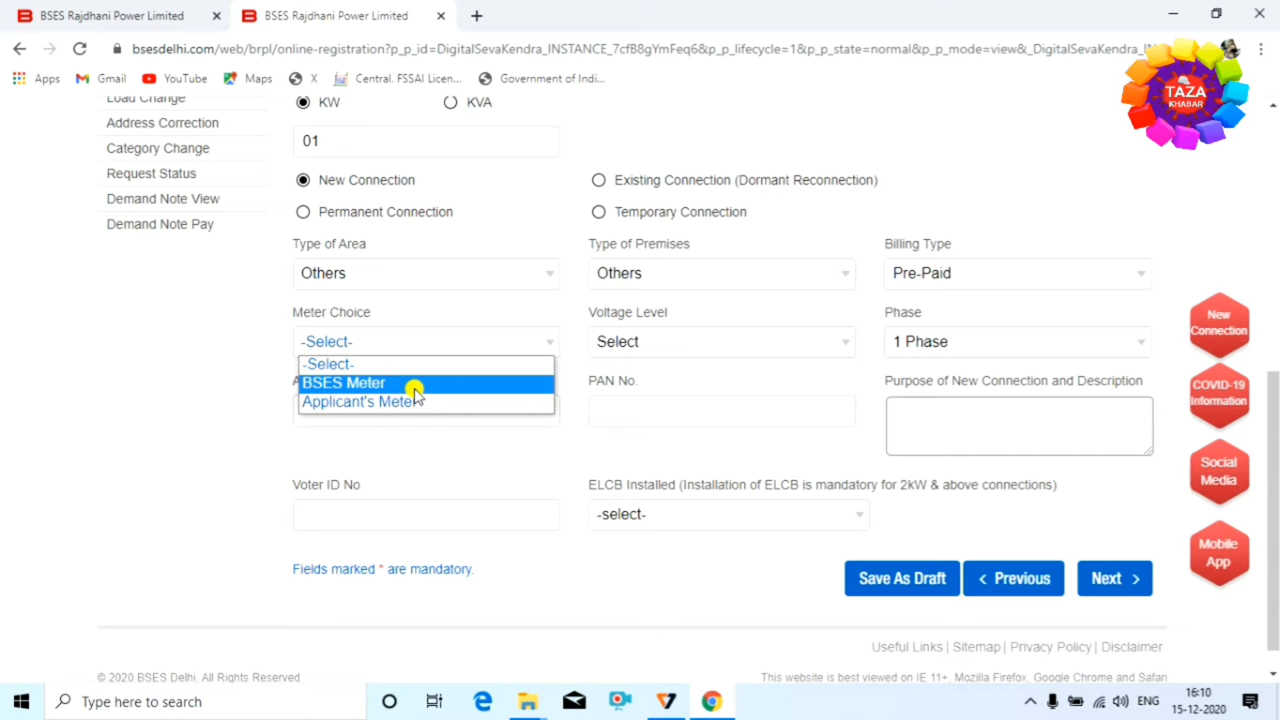 BSES Rajdhani Power Limited
BSES Rajdhani Power Limited
bsesdelhi.com/web/brpl/online-registration?p_p_id=DigitalSevaKendra_INSTANCE_7cfB8gYmFeq6&p_p_lifecycle=1&p_p_state=normal&p_p_mode=view&_DigitalSevaKendra_IN
Apps Gmail YouTube Maps X Central. FSSAI Licen... Government of Indi...
TAZA
KHABAR
Load Change
Address Correction
Category Change
Request Status
Demand Note View
Demand Note Pay
KW KVA
01
New Connection Existing Connection (Dormant Reconnection)
Permanent Connection Temporary Connection
Type of Area Type of Premises Billing Type
Others Others Pre-Paid
Meter Choice Voltage Level Phase
-Select- Select 1 Phase
-Select-
BSES Meter
Applicant's Meter
PAN No. Purpose of New Connection and Description
Voter ID No ELCB Installed (Installation of ELCB is mandatory for 2kW & above connections)
-select-
Fields marked * are mandatory.
Save As Draft < Previous Next >
New
Connection
COVID-19
Information
Social
Media
Mobile
App
Useful Links | Sitemap | Privacy Policy | Disclaimer
© 2020 BSES Delhi. All Rights Reserved. This website is best viewed on IE 11+, Mozilla Firefox, Google Chrome and Safari
Type here to search
ENG
16:10
15-12-2020